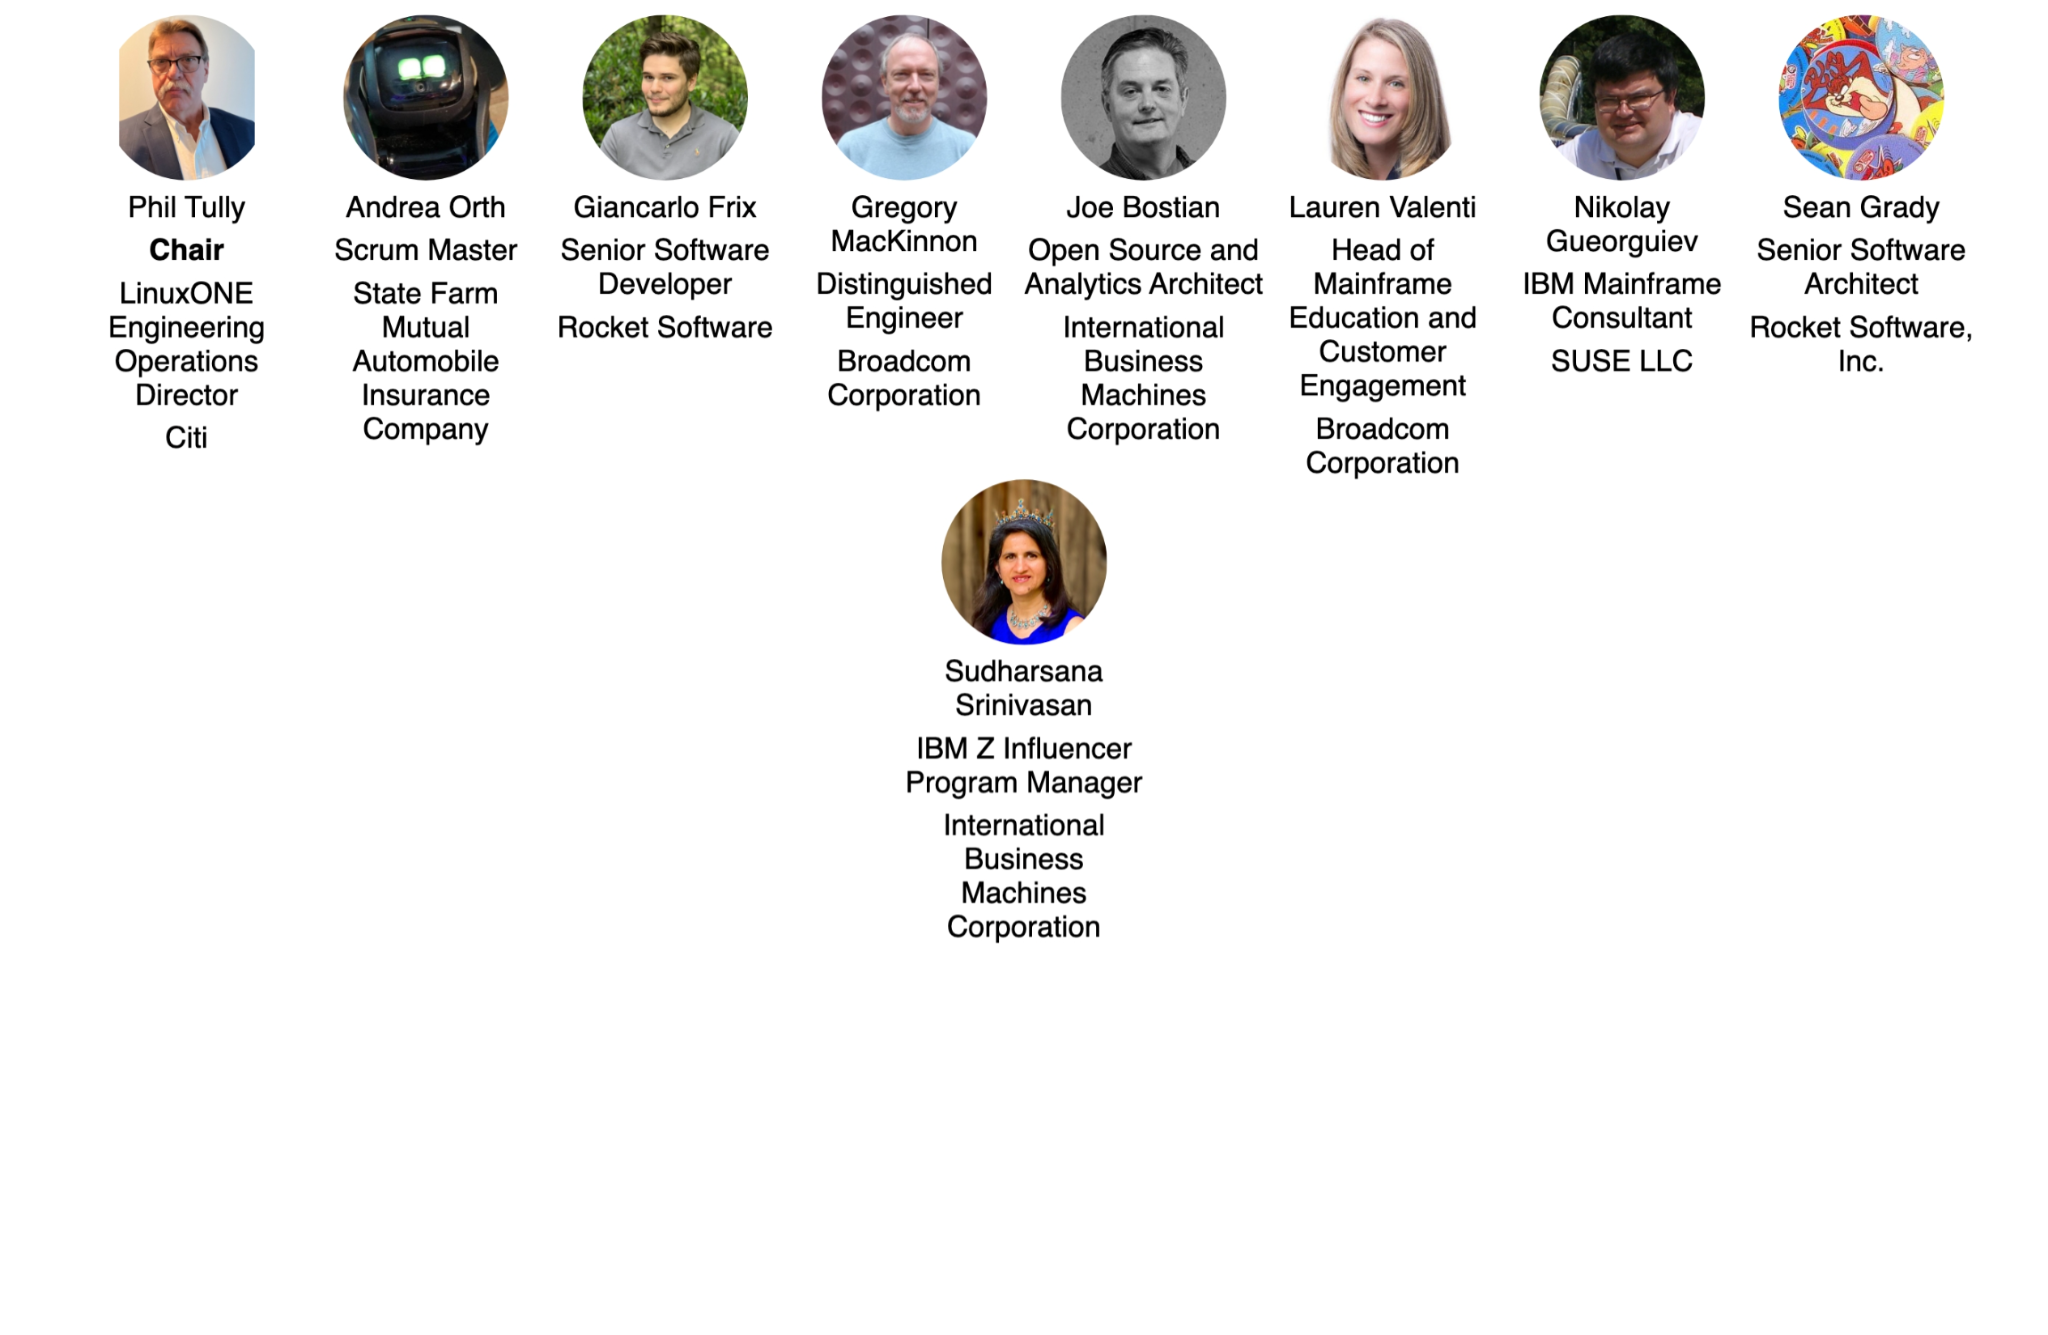 Phil Tully
Chair
LinuxONE
Engineering
Operations
Director
Citi
Andrea Orth
Scrum Master
State Farm
Mutual
Automobile
Insurance
Company
Giancarlo Frix
Senior Software
Developer
Rocket Software
Gregory
MacKinnon
Distinguished
Engineer
Broadcom
Corporation
Joe Bostian
Open Source and
Analytics Architect
International
Business
Machines
Corporation
Lauren Valenti
Head of
Mainframe
Education and
Customer
Engagement
Broadcom
Corporation
Nikolay
Gueorguiev
IBM Mainframe
Consultant
SUSE LLC
Sean Grady
Senior Software
Architect
Rocket Software,
Inc.
Sudharsana
Srinivasan
IBM Z Influencer
Program Manager
International
Business
Machines
Corporation